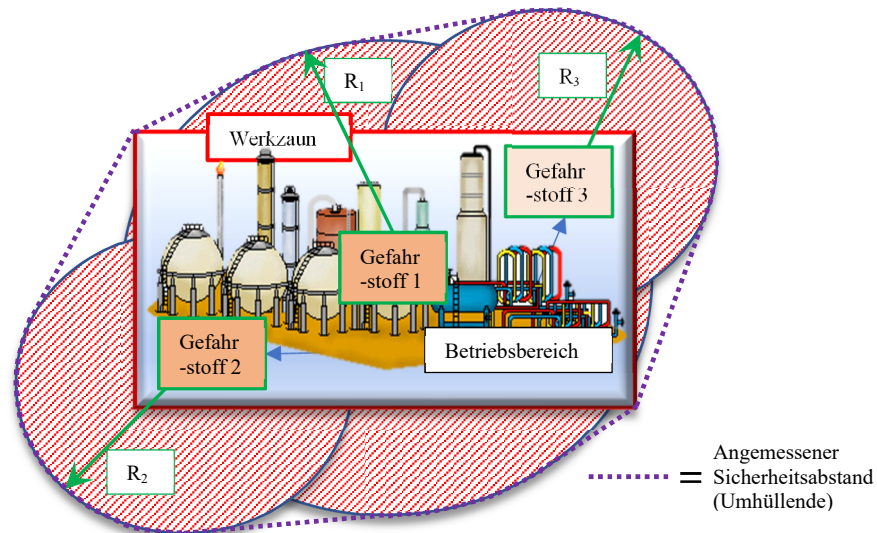 R1
R3
Werkzaun
Gefahr
-stoff 3
Gefahr
-stoff 1
Gefahr
-stoff 2
Betriebsbereich
R2
= Angemessener
Sicherheitsabstand
(Umhüllende)